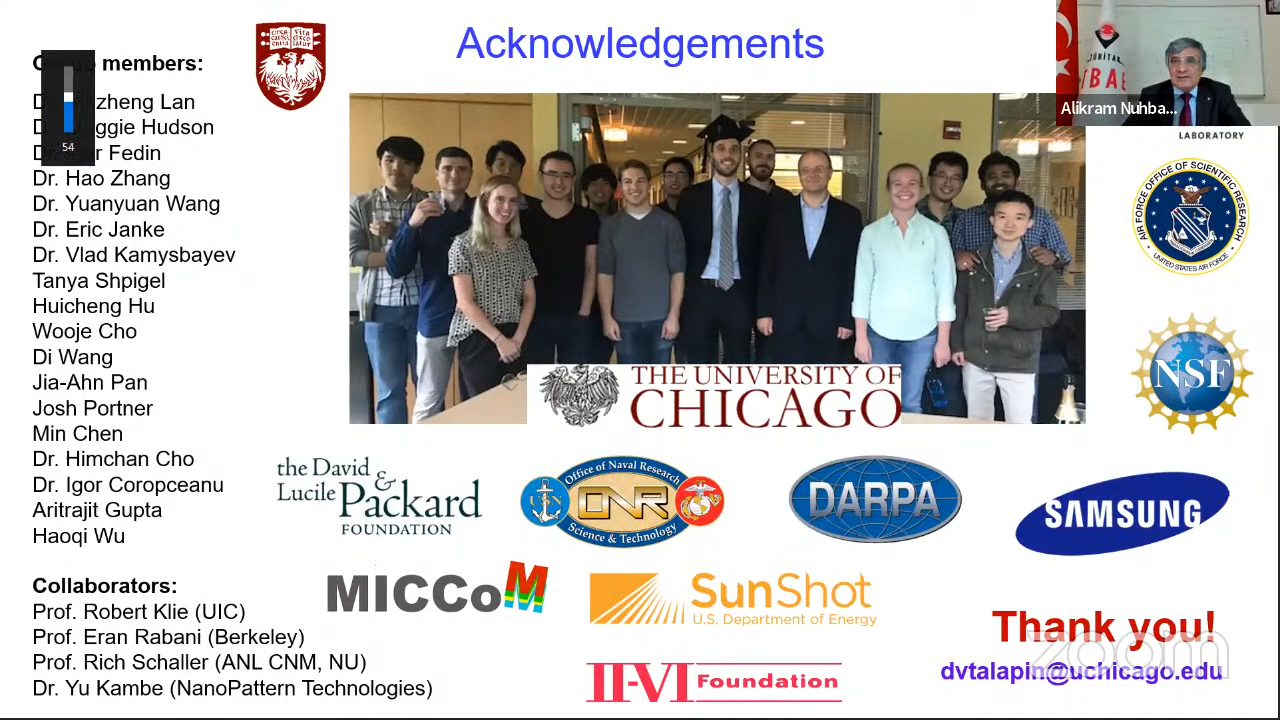 Acknowledgements
members:
54
zheng Lan
ggie Hudson
Fedin
Dr. Hao Zhang
Dr. Yuanyuan Wang
Dr. Eric Janke
Dr. Vlad Kamysbayev
Tanya Shpigel
Huicheng Hu
Wooje Cho
Di Wang
Jia-Ahn Pan
Josh Portner
Min Chen
Dr. Himchan Cho
Dr. Igor Coropceanu
Aritrajit Gupta
Haoqi Wu
Collaborators:
Prof. Robert Klie (UIC)
Prof. Eran Rabani (Berkeley)
Prof. Rich Schaller (ANL CNM, NU)
Dr. Yu Kambe (NanoPattern Technologies)
THE UNIVERSITY OF
CHICAGO
the David &
Lucile Packard
FOUNDATION
Office of Naval Research
USN ONR
Science & Technology
DARPA
SAMSUNG
MICCoM
SunShot
U.S. Department of Energy
II-VI Foundation
Alikram Nuhba...
LABORATORY
AIR FORCE OFFICE OF SCIENTIFIC RESEARCH
UNITED STATES AIR FORCE
NSF
Thank you!
zoom
dvtalapin@uchicago.edu